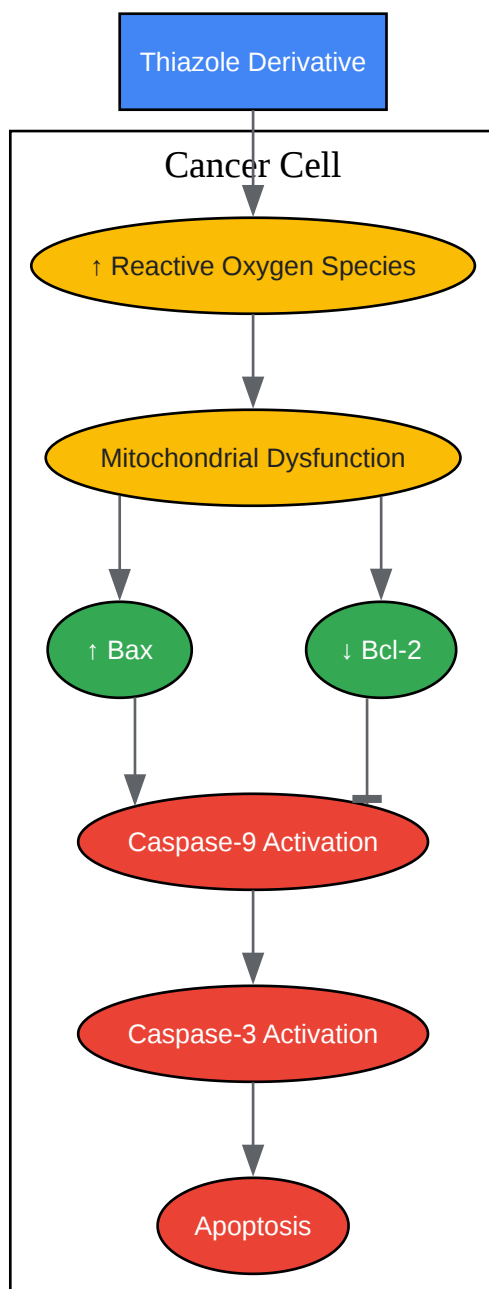 Thiazole Derivative
Cancer Cell
↑ Reactive Oxygen Species
Mitochondrial Dysfunction
↑ Bax
↓ Bcl-2
Caspase-9 Activation
Caspase-3 Activation
Apoptosis